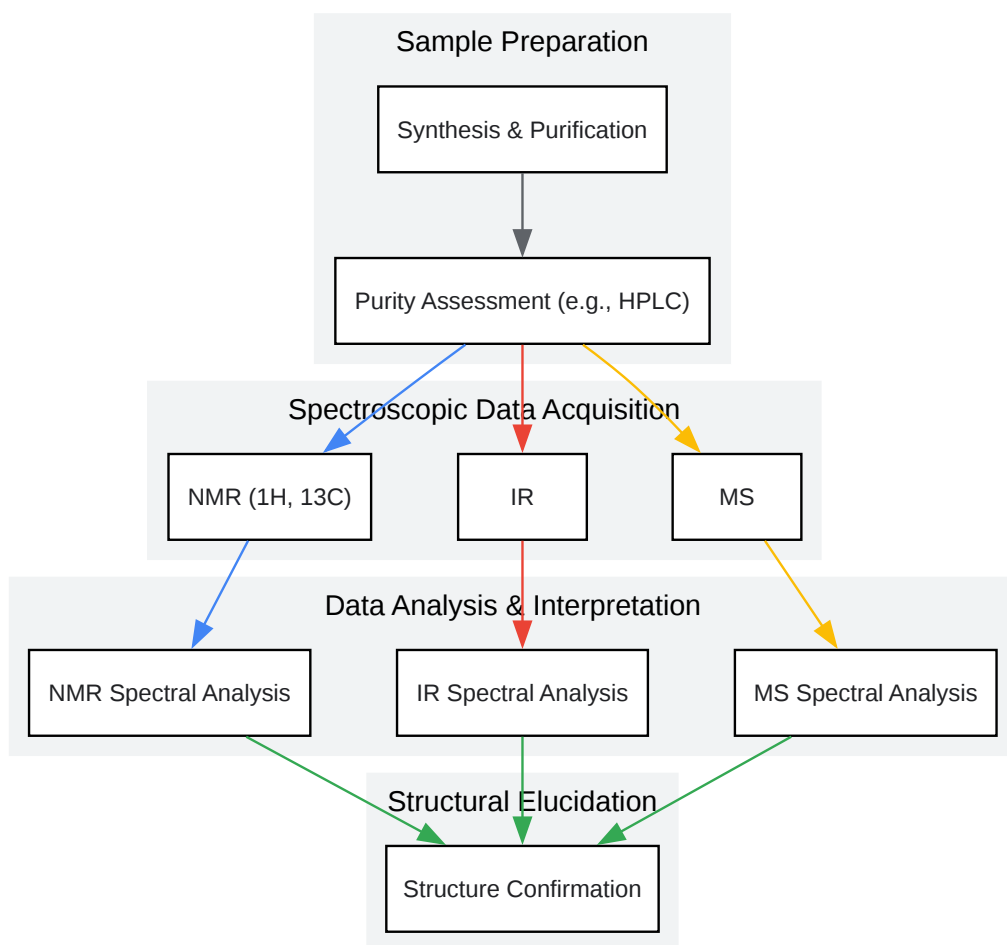 Sample Preparation
Synthesis & Purification
Purity Assessment (e.g., HPLC)
Spectroscopic Data Acquisition
NMR (1H, 13C)
IR
MS
Data Analysis & Interpretation
NMR Spectral Analysis
IR Spectral Analysis
MS Spectral Analysis
Structural Elucidation
Structure Confirmation